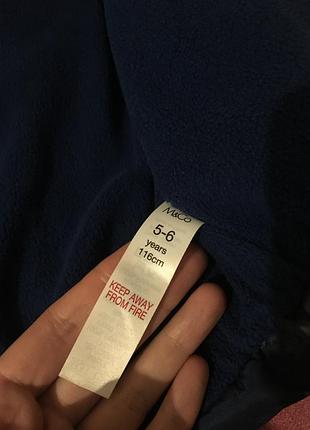 M&Co
5-6
years
116cm
KEEP AWAY
FROM FIRE